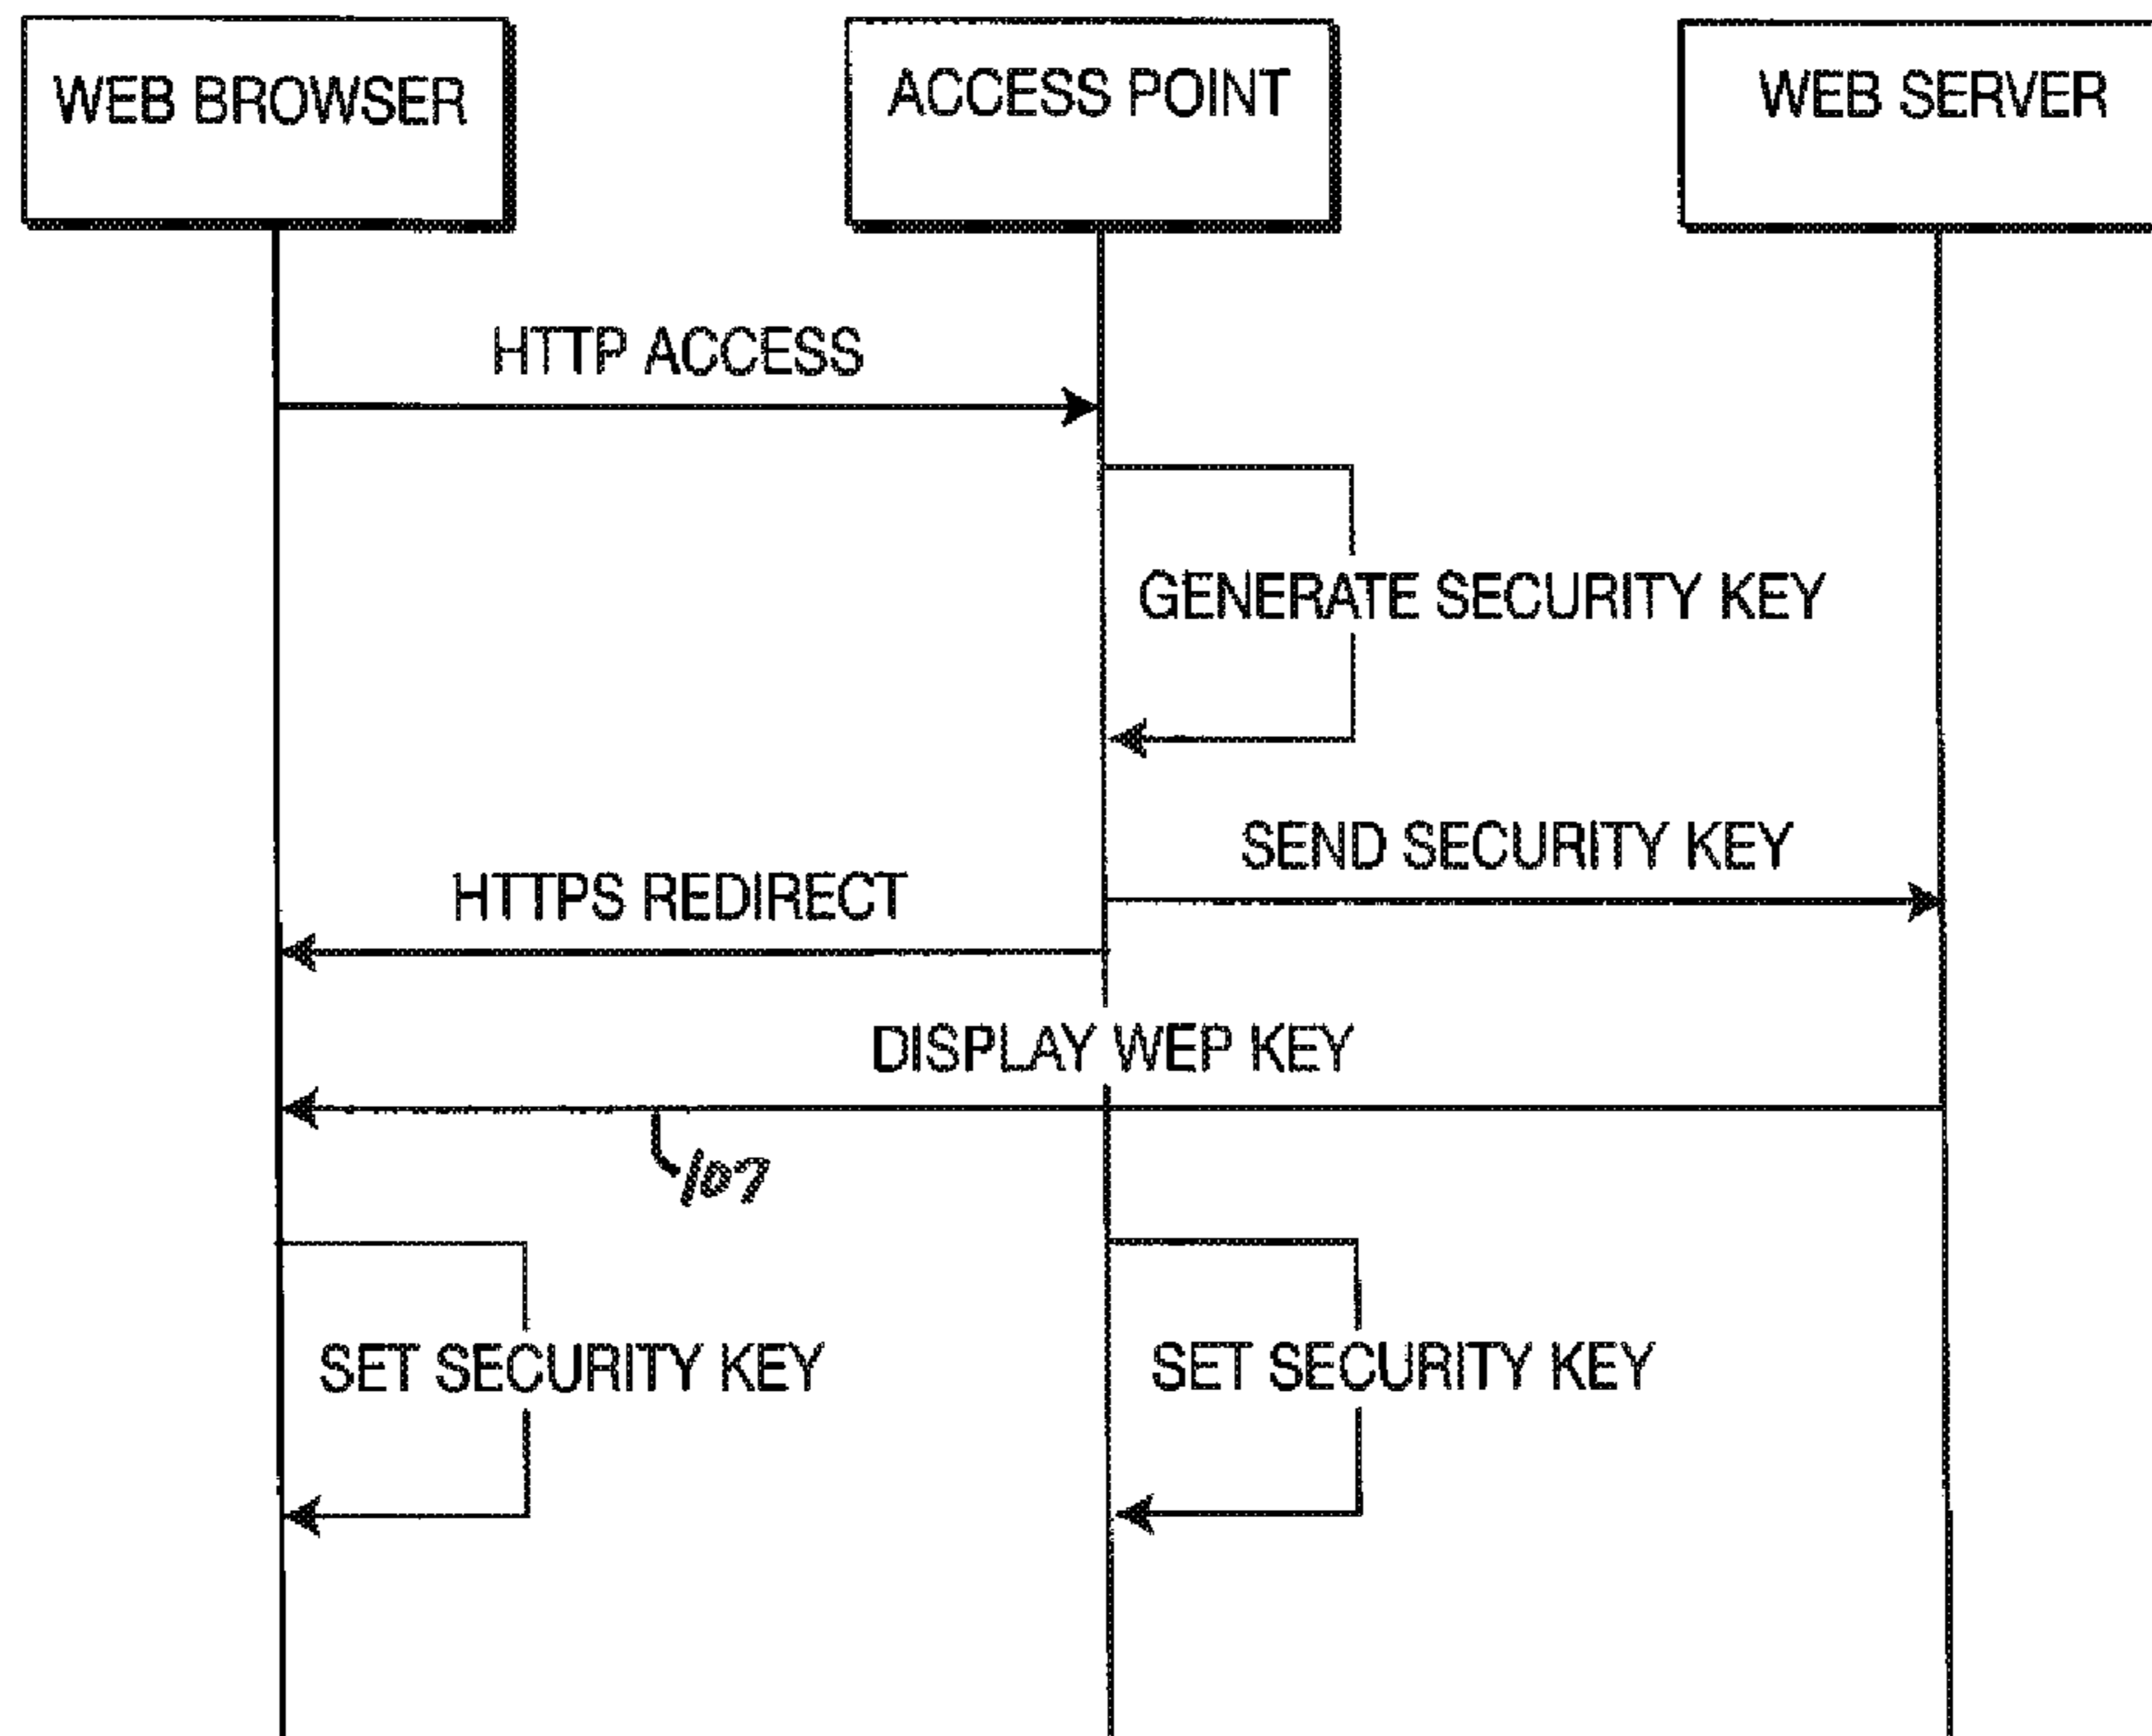 WEB BROWSER
ACCESS POINT
WEB SERVER
HTTP ACCESS
GENERATE SECURITY KEY
SEND SECURITY KEY
HTTPS REDIRECT
DISPLAY WEP KEY
107
SET SECURITY KEY
SET SECURITY KEY